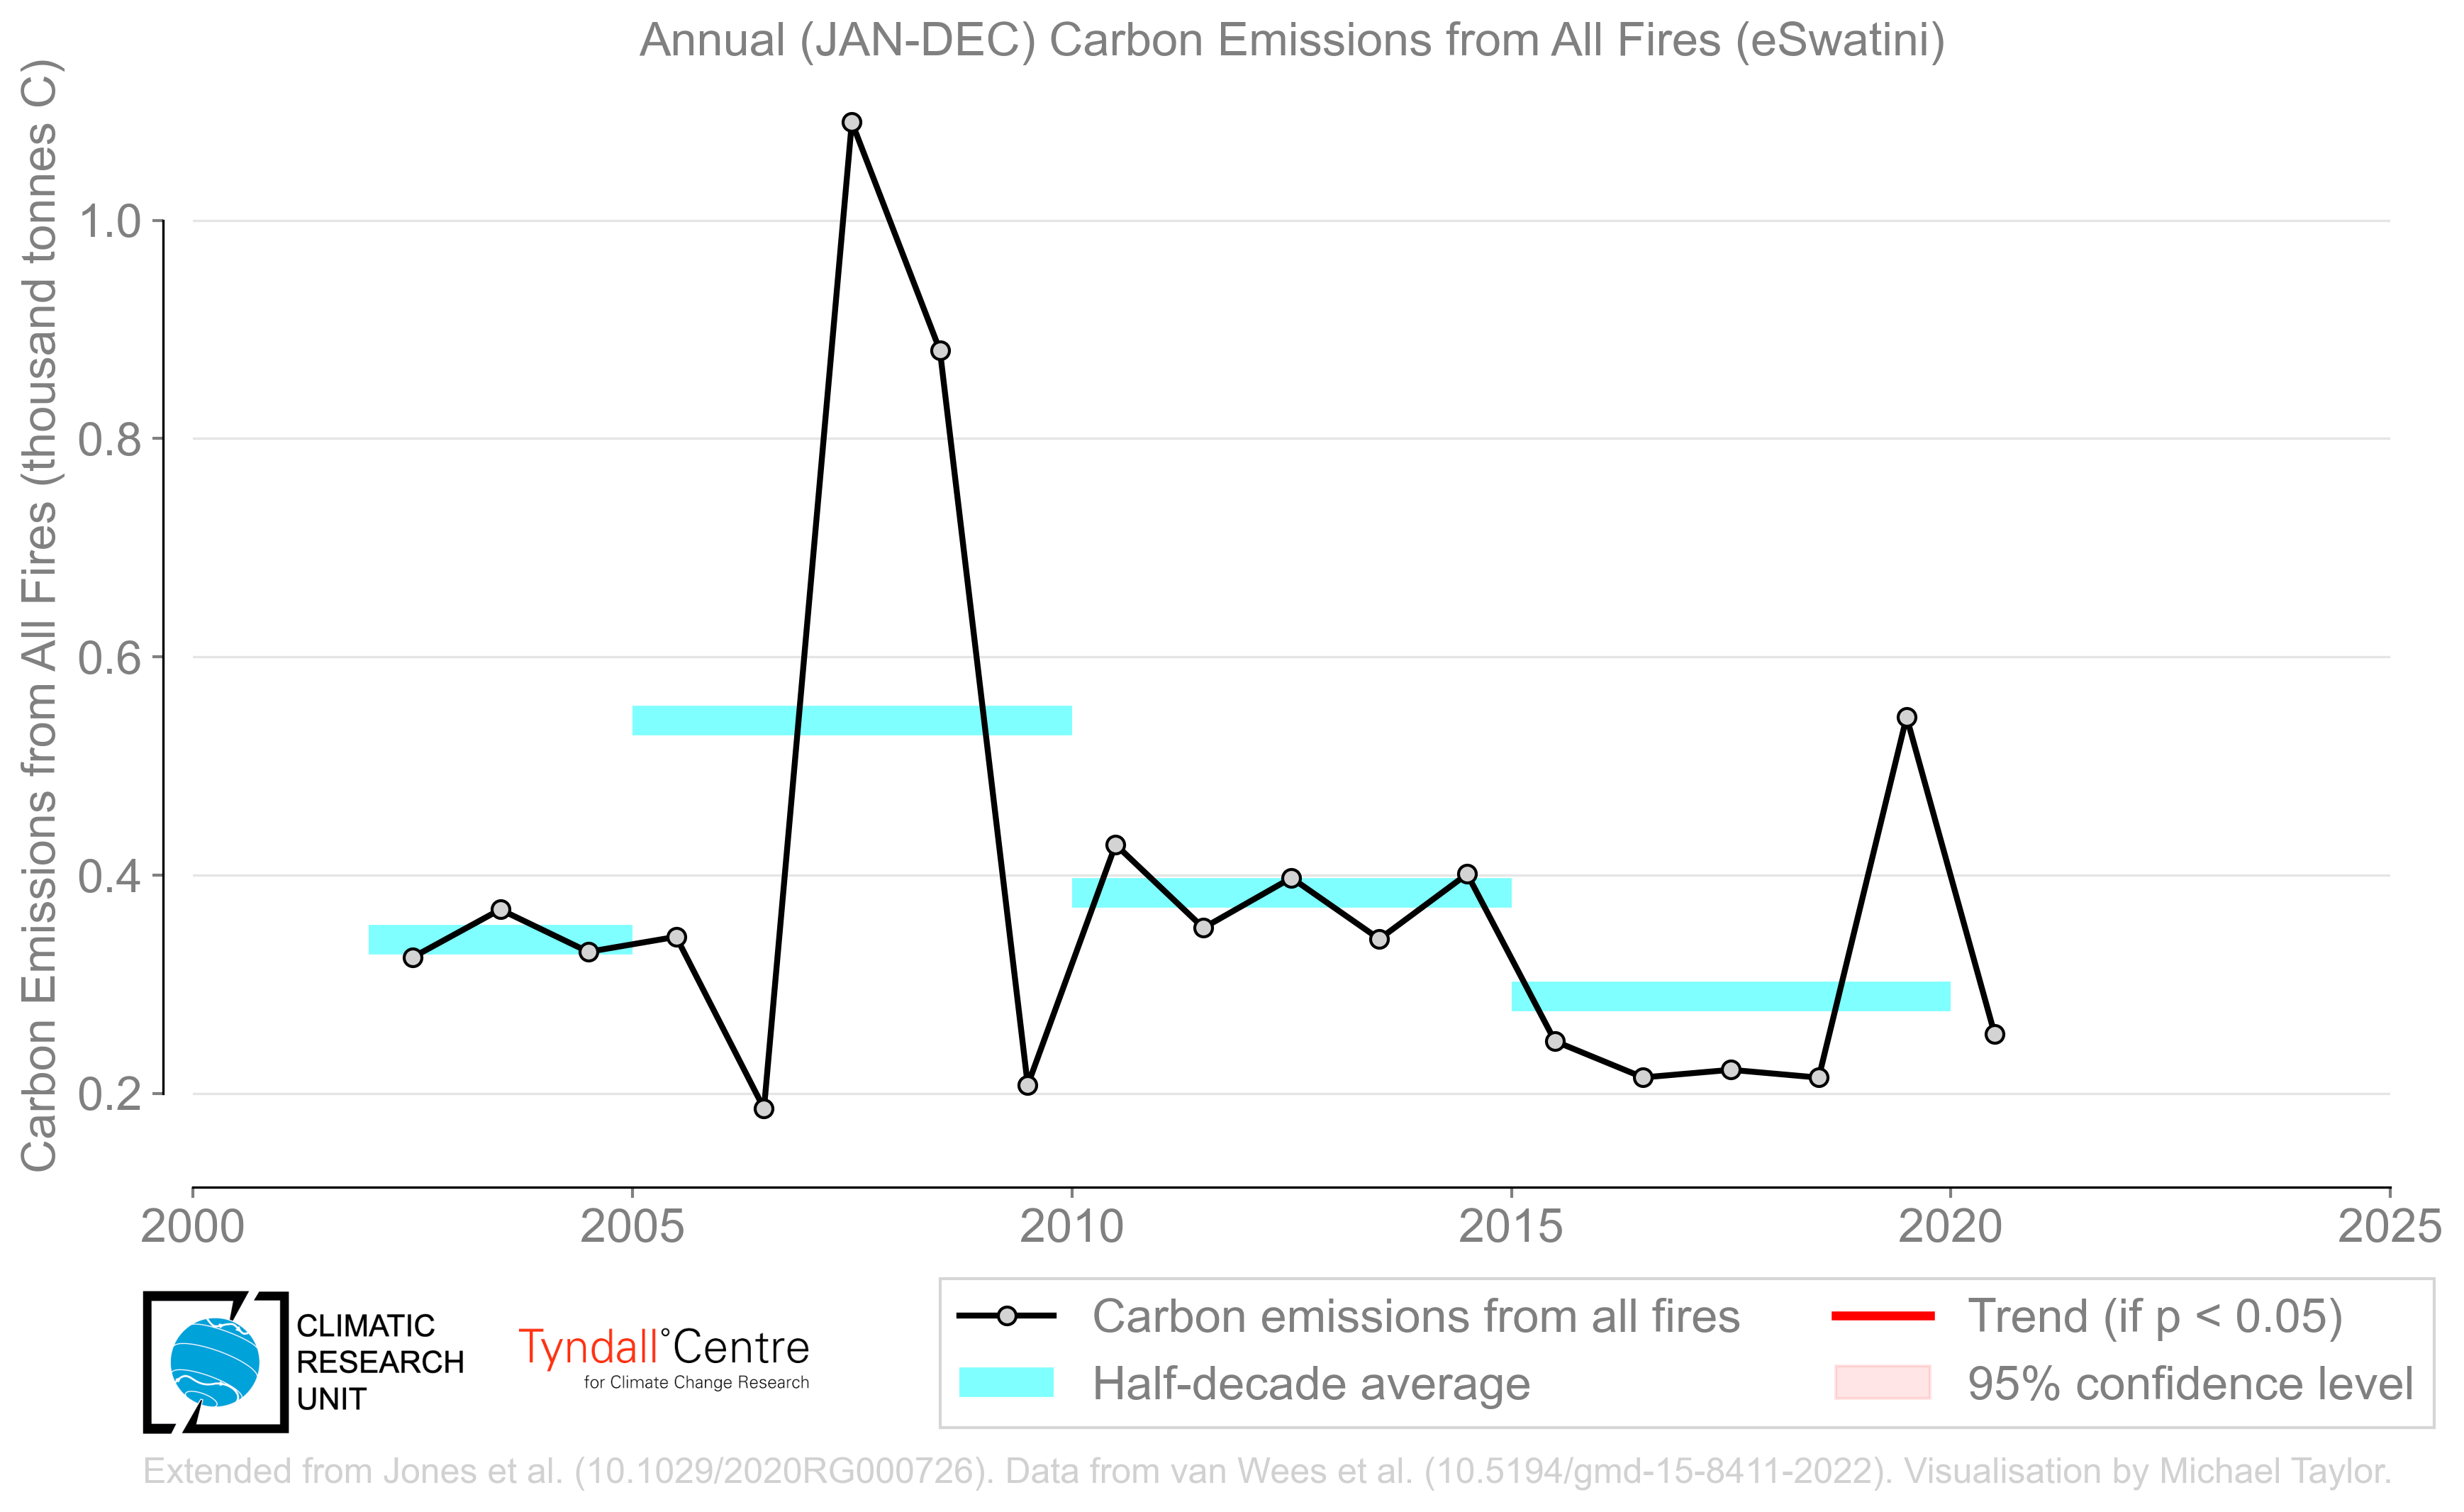 Annual (JAN-DEC) Carbon Emissions from All Fires (eSwatini)
Carbon Emissions from All Fires (thousand tonnes C)
1.0
0.8
0.6
0.4
0.2
2000 2005 2010 2015 2020 2025
CLIMATIC
RESEARCH
UNIT
Tyndall°Centre
for Climate Change Research
Carbon emissions from all fires
Half-decade average
Trend (if p < 0.05)
95% confidence level
Extended from Jones et al. (10.1029/2020RG000726). Data from van Wees et al. (10.5194/gmd-15-8411-2022). Visualisation by Michael Taylor.